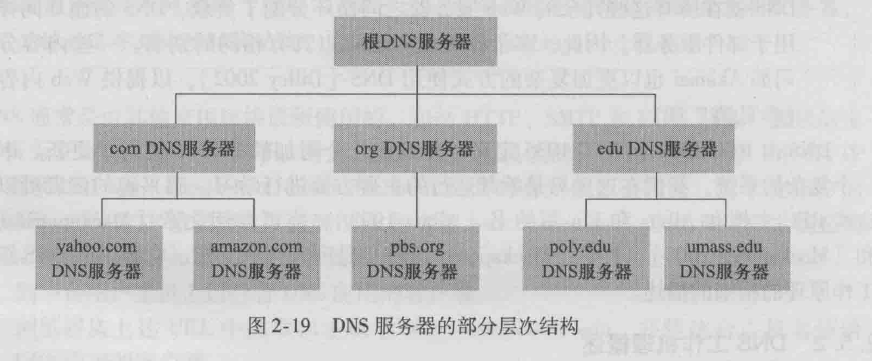 根DNS服务器
com DNS服务器
org DNS服务器
edu DNS服务器
yahoo.com
DNS服务器
amazon.com
DNS服务器
pbs.org
DNS服务器
poly.edu
DNS服务器
umass.edu
DNS服务器
图 2-19 DNS 服务器的部分层次结构